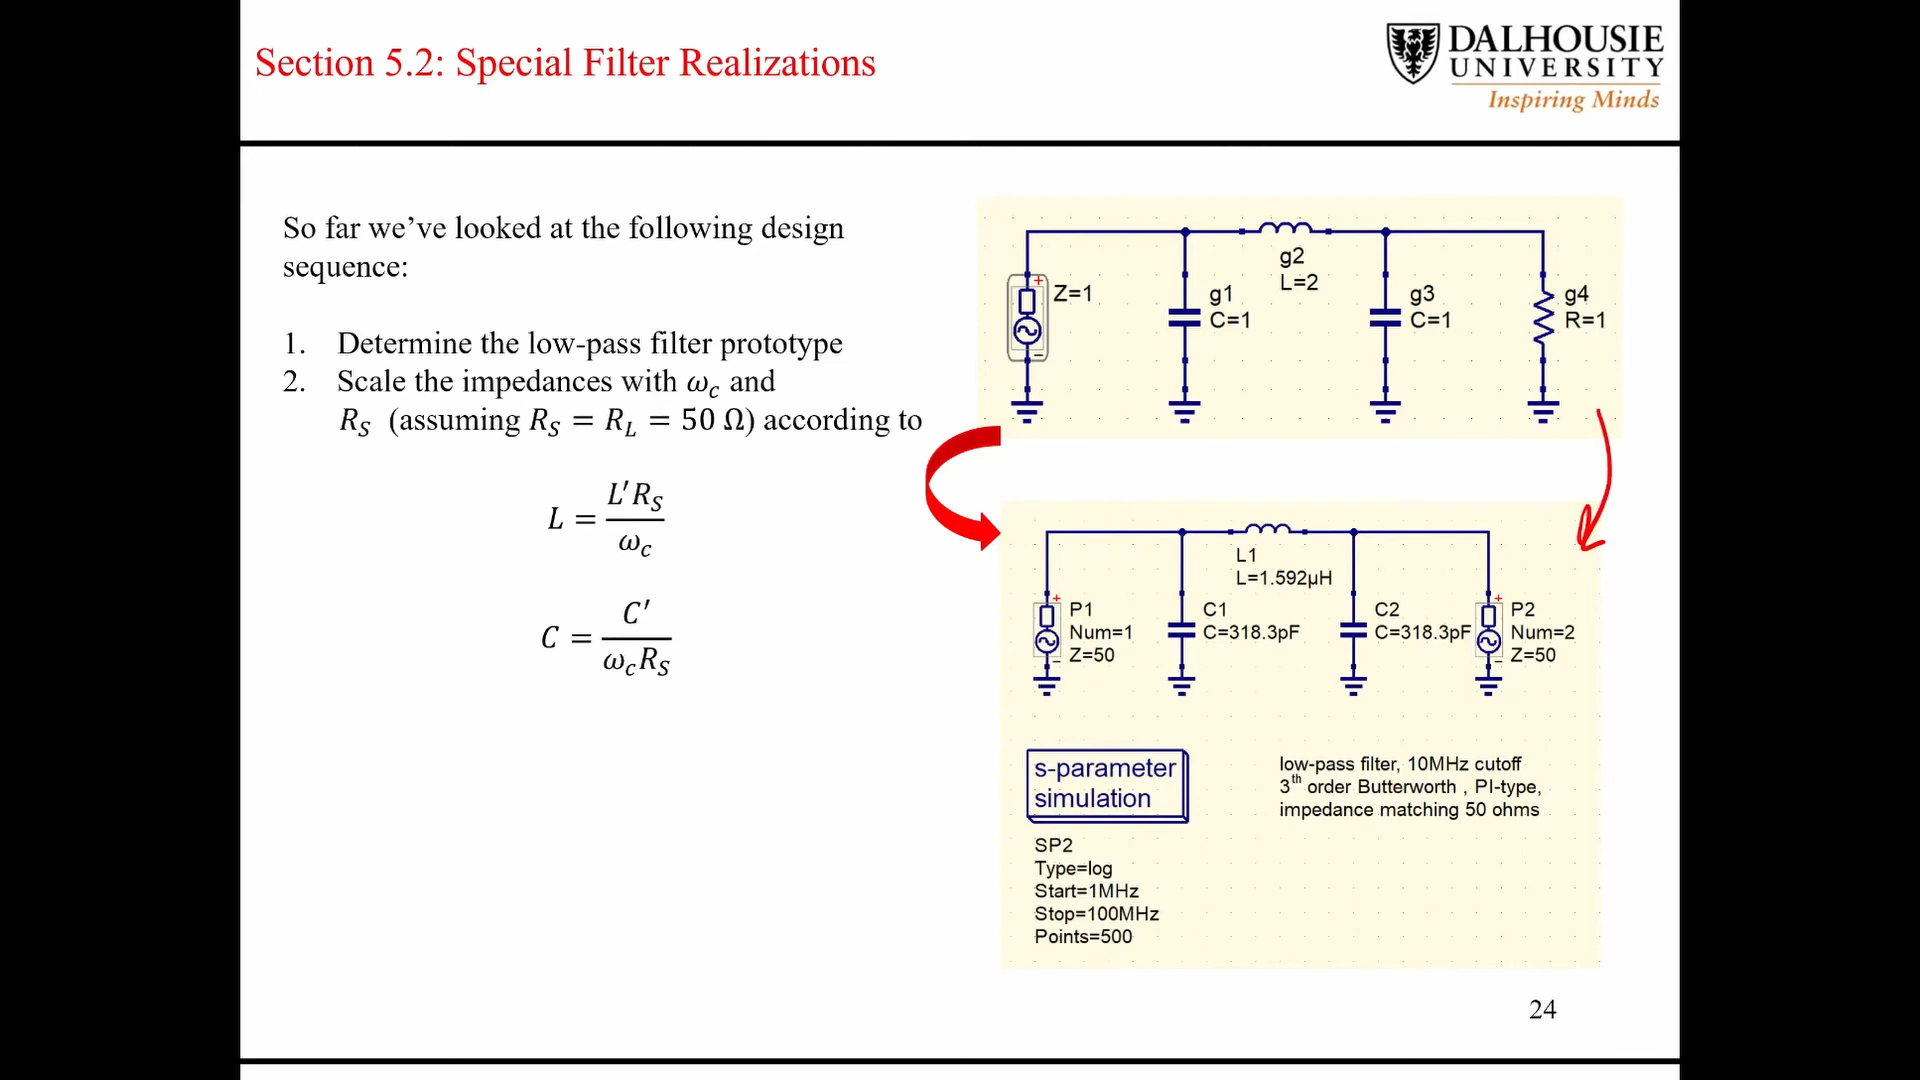 Section 5.2: Special Filter Realizations
DALHOUSIE
UNIVERSITY
Inspiring Minds
So far we’ve looked at the following design
sequence:
1. Determine the low-pass filter prototype
2. Scale the impedances with ω_c and
R_S (assuming R_S = R_L = 50 Ω) according to
L = L′R_S / ω_c
C = C′ / ω_cR_S
+
Z=1
−
g1
C=1
g2
L=2
g3
C=1
g4
R=1
L1
L=1.592µH
+
P1
Num=1
Z=50
−
C1
C=318.3pF
C2
C=318.3pF
+
P2
Num=2
Z=50
−
s-parameter
simulation
SP2
Type=log
Start=1MHz
Stop=100MHz
Points=500
low-pass filter, 10MHz cutoff
3th order Butterworth , PI-type,
impedance matching 50 ohms
24